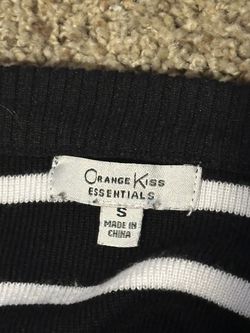 ORANGE KISS
ESSENTIALS
S
MADE IN
CHINA